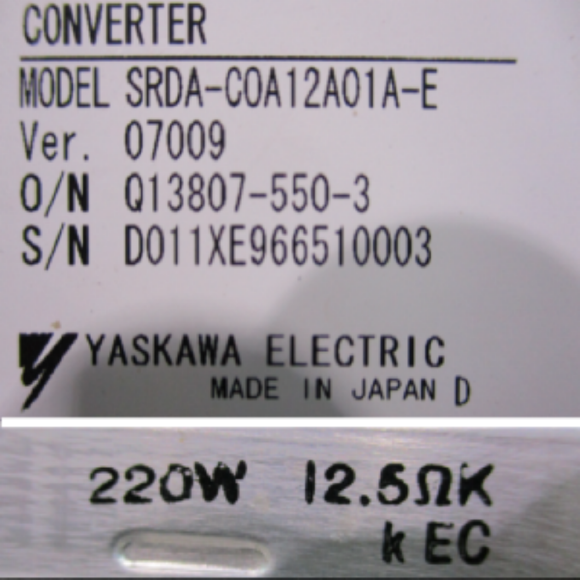 CONVERTER
MODEL SRDA-COA12A01A-E
Ver. 07009
O/N Q13807-550-3
S/N D011XE966510003
YASKAWA ELECTRIC
MADE IN JAPAN D
220W 12.5ΩK
k EC